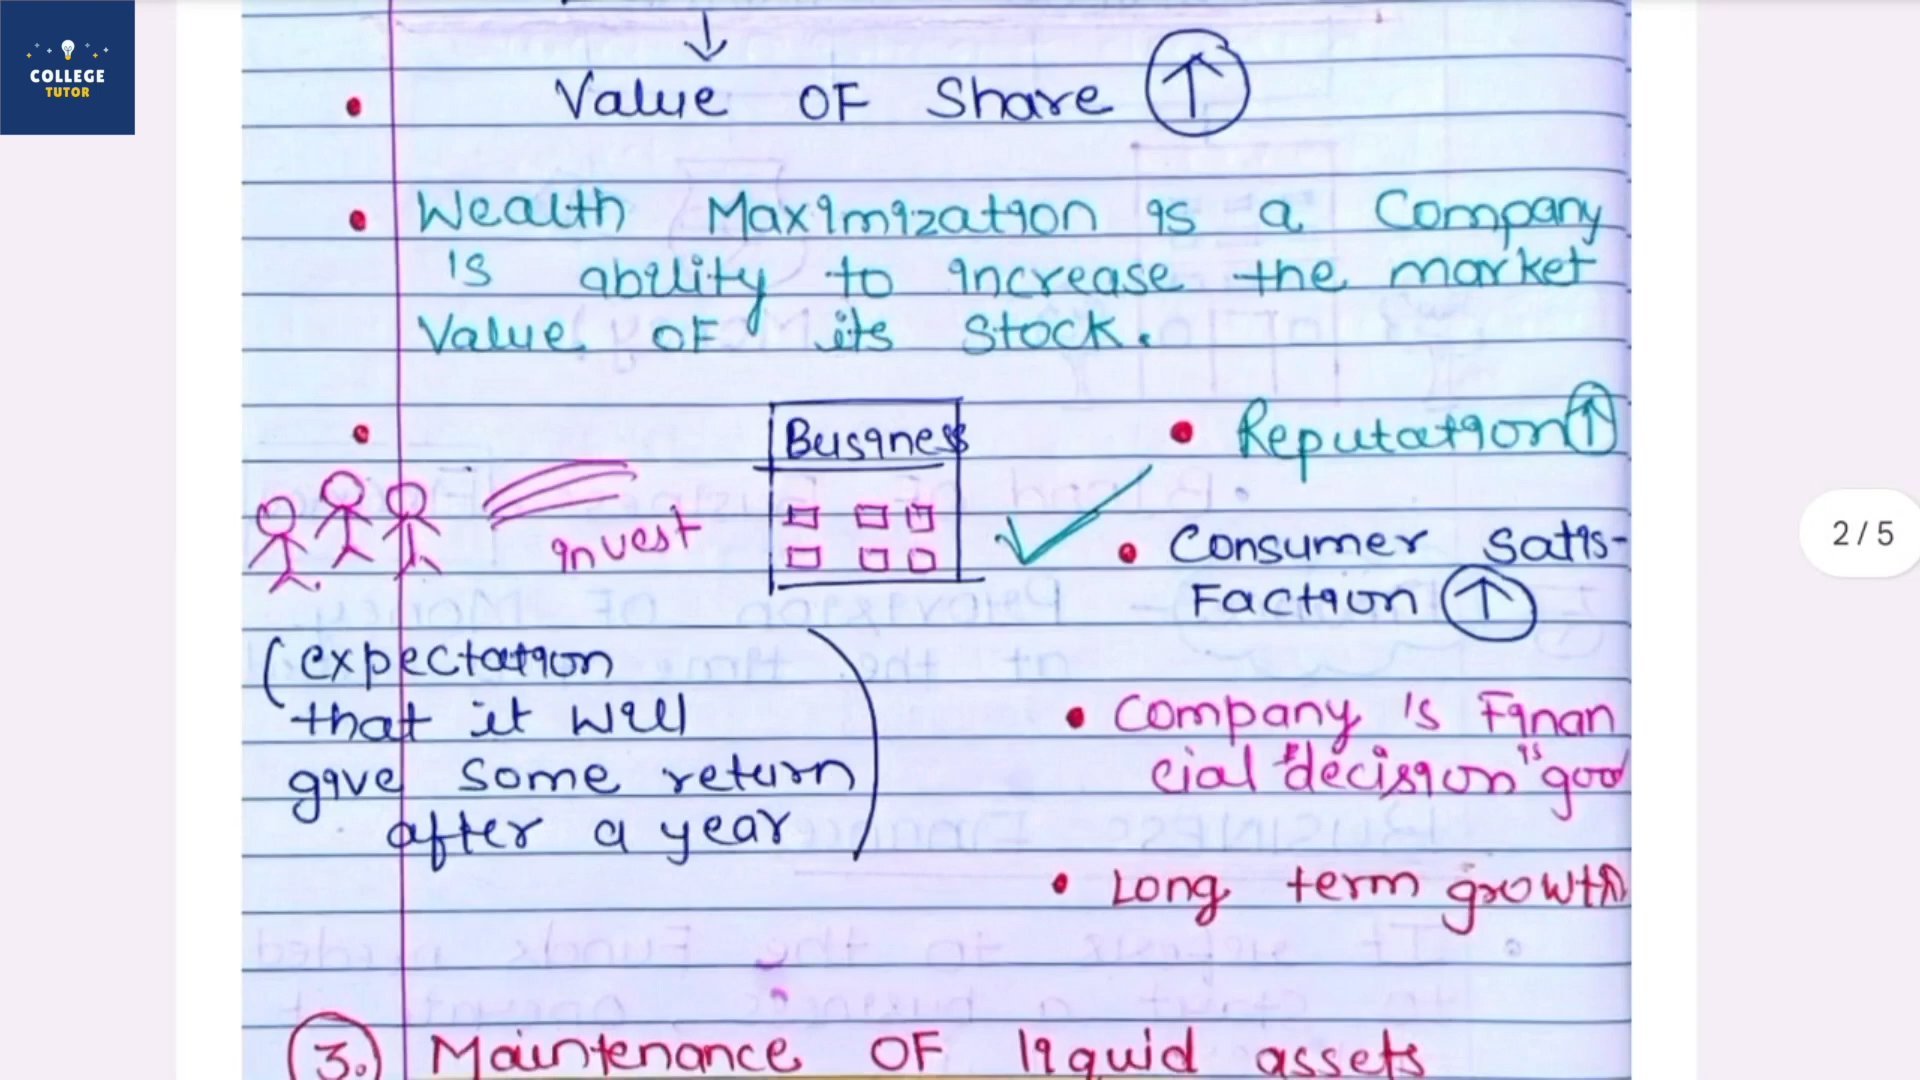 COLLEGE
TUTOR
Value OF Share ↑
Wealth Maximization is a Company
's ability to increase the market
Value OF its Stock.
Business
Reputation ↑
invest
Consumer Satis-
Faction ↑
(expectation
that it will
give some return
after a year)
Company 's Finan
cial decision is good
Long term growth
2 / 5
3. Maintenance OF liquid assets